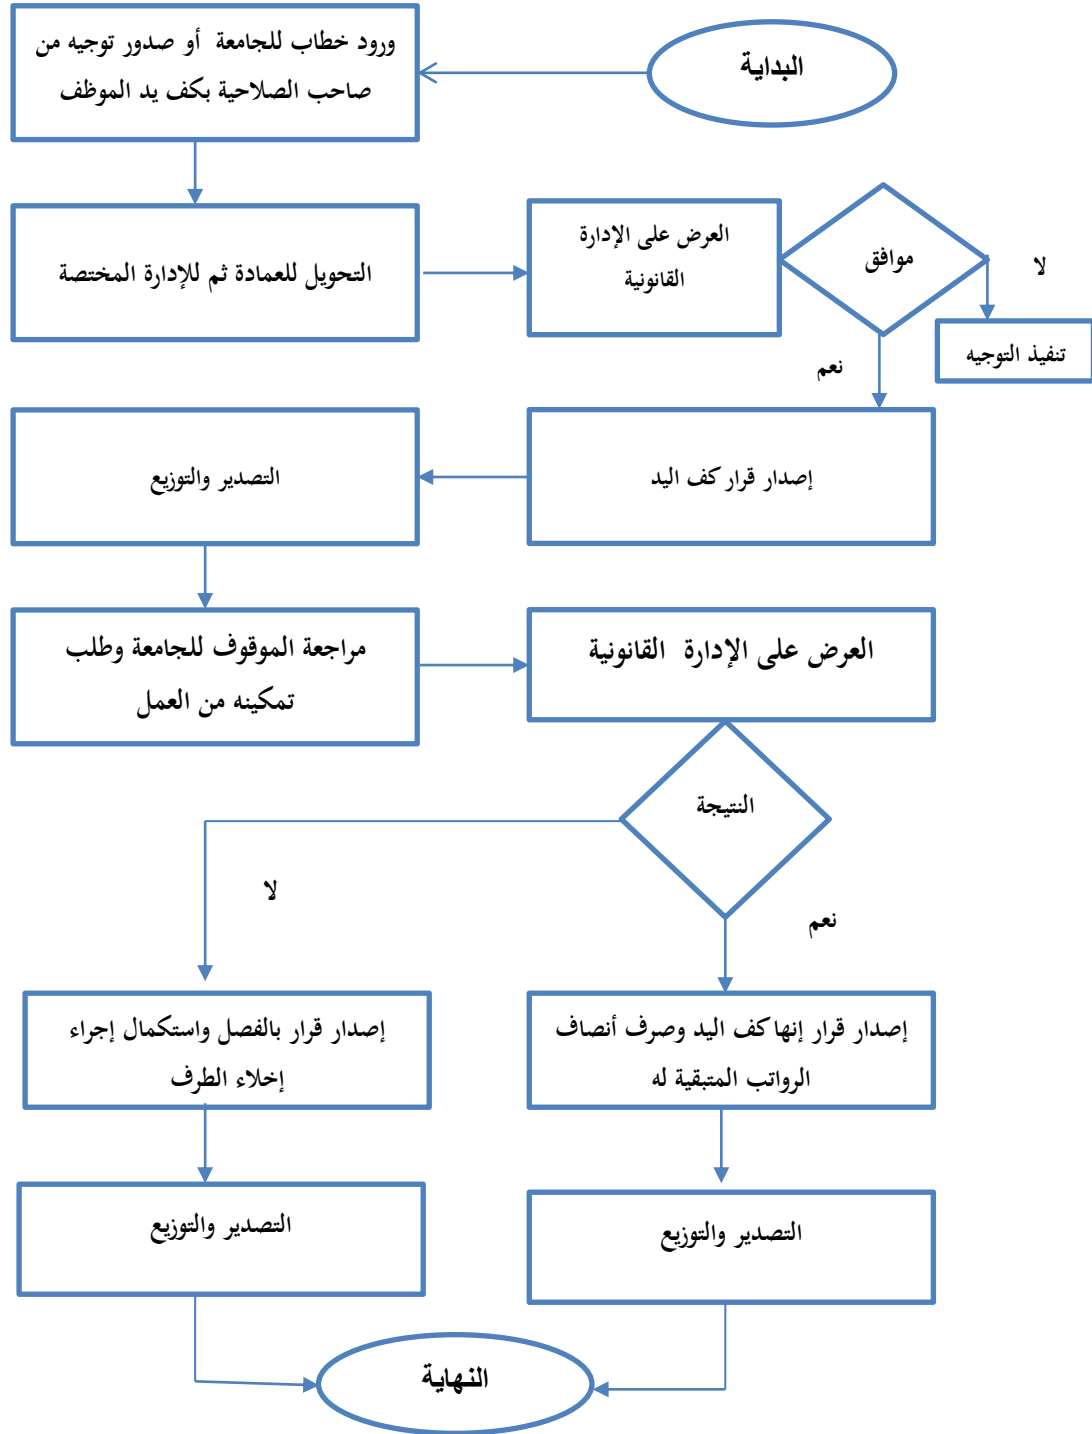 البداية
ورود خطاب للجامعة أو صدور توجيه من
صاحب الصلاحية بكف يد الموظف
التحويل للعمادة ثم للإدارة المختصة
العرض على الإدارة
القانونية
موافق
لا
تنفيذ التوجيه
نعم
إصدار قرار كف اليد
التصدير والتوزيع
مراجعة الموقوف للجامعة وطلب
تمكينه من العمل
العرض على الإدارة القانونية
النتيجة
لا
نعم
إصدار قرار إنها كف اليد وصرف أنصاف
الرواتب المتبقية له
إصدار قرار بالفصل واستكمال إجراء
إخلاء الطرف
التصدير والتوزيع
التصدير والتوزيع
النهاية